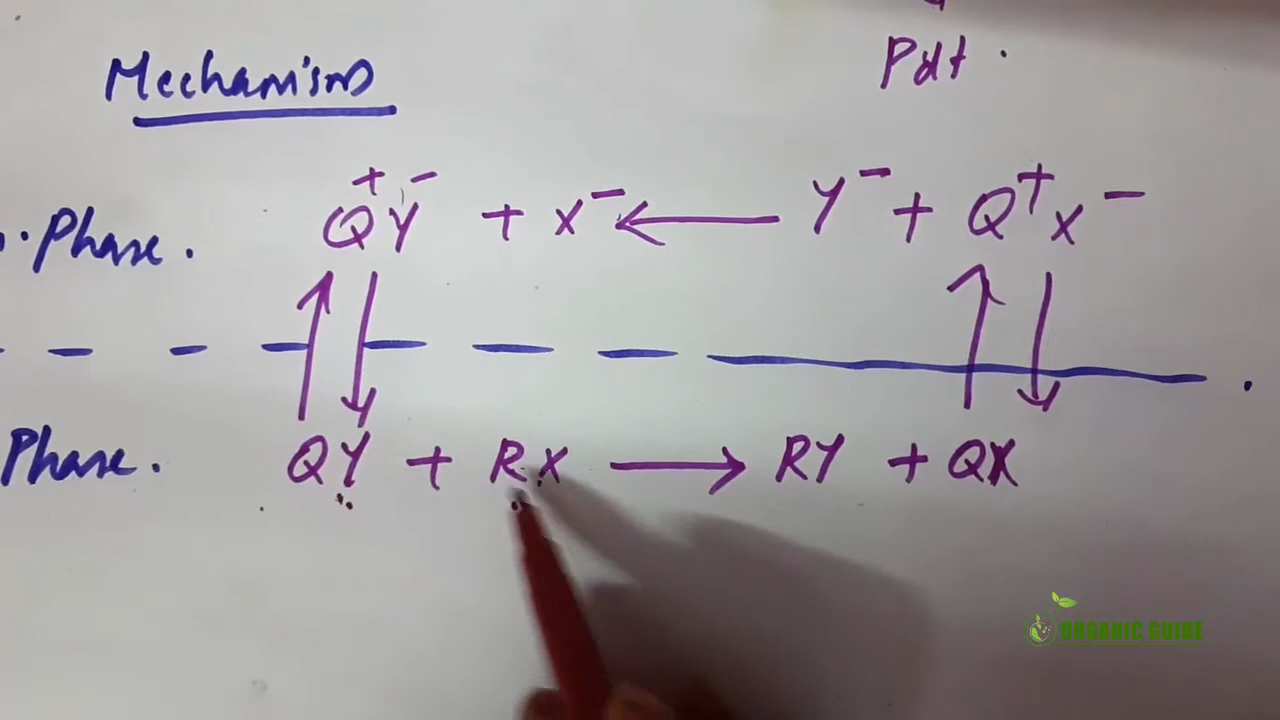 Pdt.
Mechanism
. Phase. Q⁺Y⁻ + X⁻ ← Y⁻ + Q⁺X⁻
Phase. QY + RX → RY + QX
ORGANIC GUIDE